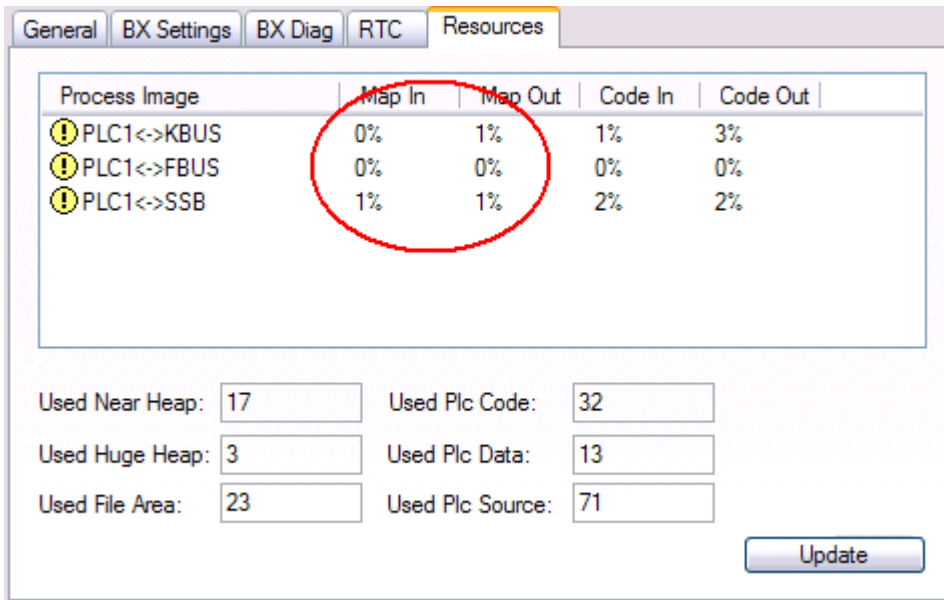 General BX Settings BX Diag RTC Resources
Process Image Map In Map Out Code In Code Out
PLC1<->KBUS 0% 1% 1% 3%
PLC1<->FBUS 0% 0% 0% 0%
PLC1<->SSB 1% 1% 2% 2%
Used Near Heap: 17 Used Plc Code: 32
Used Huge Heap: 3 Used Plc Data: 13
Used File Area: 23 Used Plc Source: 71
Update